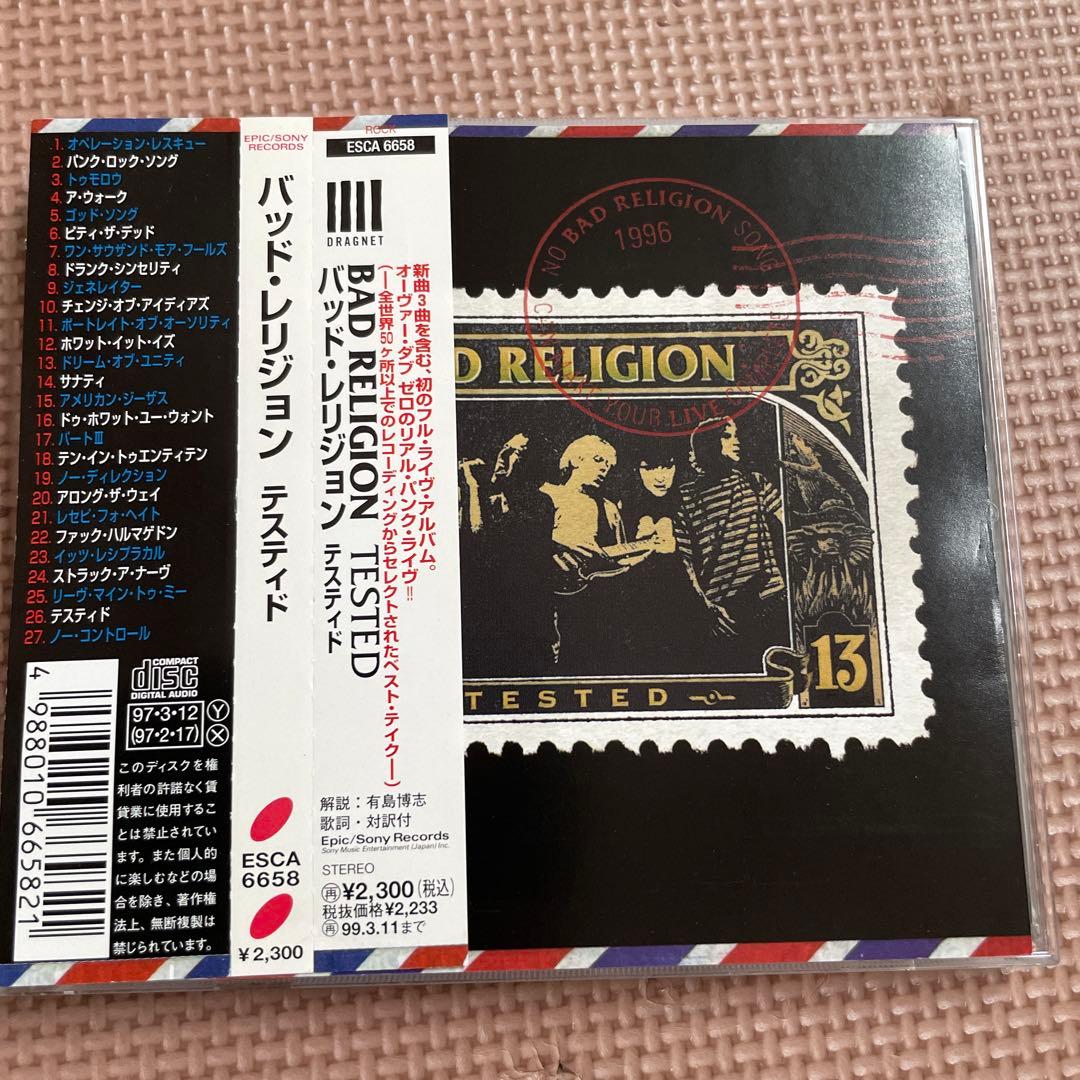 1. オペレーション・レスキュー
2. パンク・ロック・ソング
3. トゥモロウ
4. ア・ウォーク
5. ゴッド・ソング
6. ピティ・ザ・デッド
7. ワン・サウザンド・モア・フールズ
8. ドランク・シンセリティ
9. ジェネレイター
10. チェンジ・オブ・アイディアズ
11. ポートレイト・オブ・オーソリティ
12. ホワット・イット・イズ
13. ドリーム・オブ・ユニティ
14. サナティ
15. アメリカン・ジーザス
16. ドゥ・ホワット・ユー・ウォント
17. パートⅢ
18. テン・イン・トゥエンティテン
19. ノー・ディレクション
20. アロング・ザ・ウェイ
21. レセピ・フォ・ヘイト
22. ファック・ハルマゲドン
23. イッツ・レシプラカル
24. ストラック・ア・ナーヴ
25. リーヴ・マイン・トゥ・ミー
26. テスティド
27. ノー・コントロール
COMPACT
disc
DIGITAL AUDIO
97・3・12 Y
(97・2・17) X
4 988010 665821
このディスクを権
利者の許諾なく賃
貸業に使用するこ
とは禁止されてい
ます。また個人的
に楽しむなどの場
合を除き、著作権
法上、無断複製は
禁じられています。
EPIC/SONY
RECORDS
バッド・レリジョン テスティド
ESCA
6658
¥2,300
ROCK
ESCA 6658
DRAGNET
新曲3曲を含む、初のフル・ライヴ・アルバム。
オーヴァー・ダブ ゼロのリアル・パンク・ライヴ!!
(—全世界50ヶ所以上でのレコーディングからセレクトされたベスト・テイク—)
BAD RELIGION TESTED
バッド・レリジョン テスティド
解説：有島博志
歌詞・対訳付
Epic/Sony Records
Sony Music Entertainment (Japan) Inc.
STEREO
再 ¥2,300(税込)
税抜価格¥2,233
再 99.3.11まで
NO BAD RELIGION SONG
1996
YOUR LIVE
D RELIGION
TESTED
13